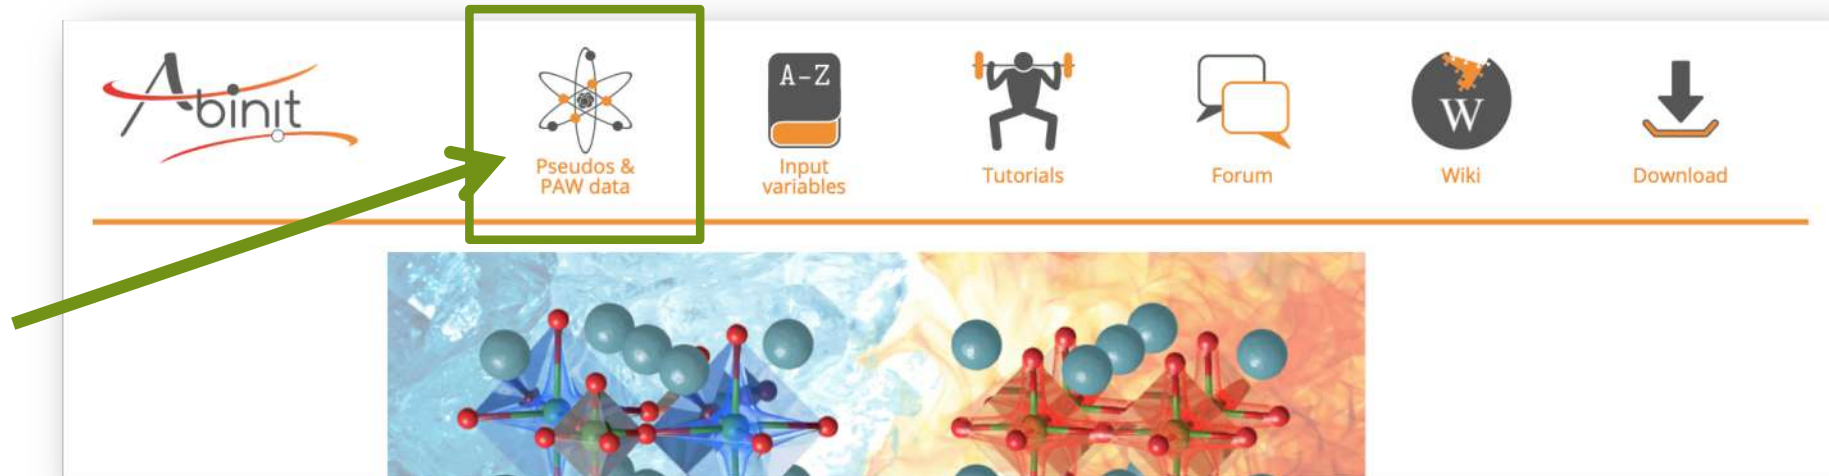 Abinit
Pseudos &
PAW data
A-Z
Input
variables
Tutorials
Forum
W
Wiki
Download